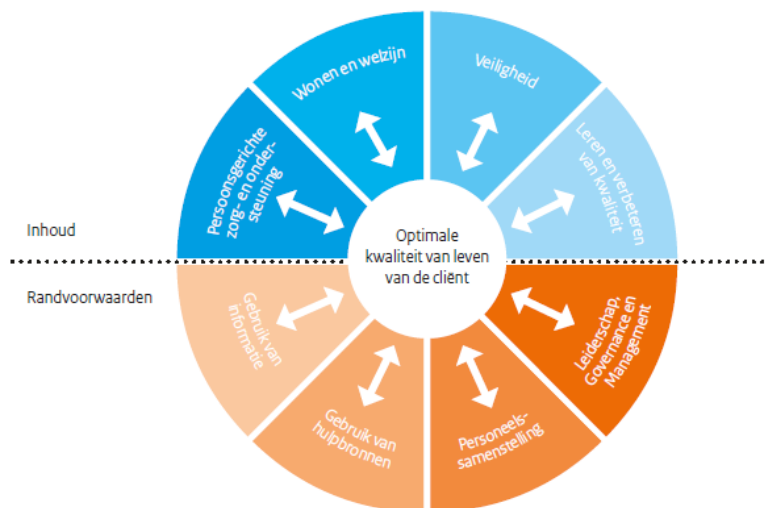 Wonen en welzijn
Veiligheid
Persoonsgerichte
zorg- en onder-
steuning
Leren en verbeteren
van kwaliteit
Inhoud
Optimale
kwaliteit van leven
van de cliënt
Randvoorwaarden
Gebruik van
informatie
Leiderschap,
Governance en
Management
Gebruik van
hulpbronnen
Personeels-
samenstelling